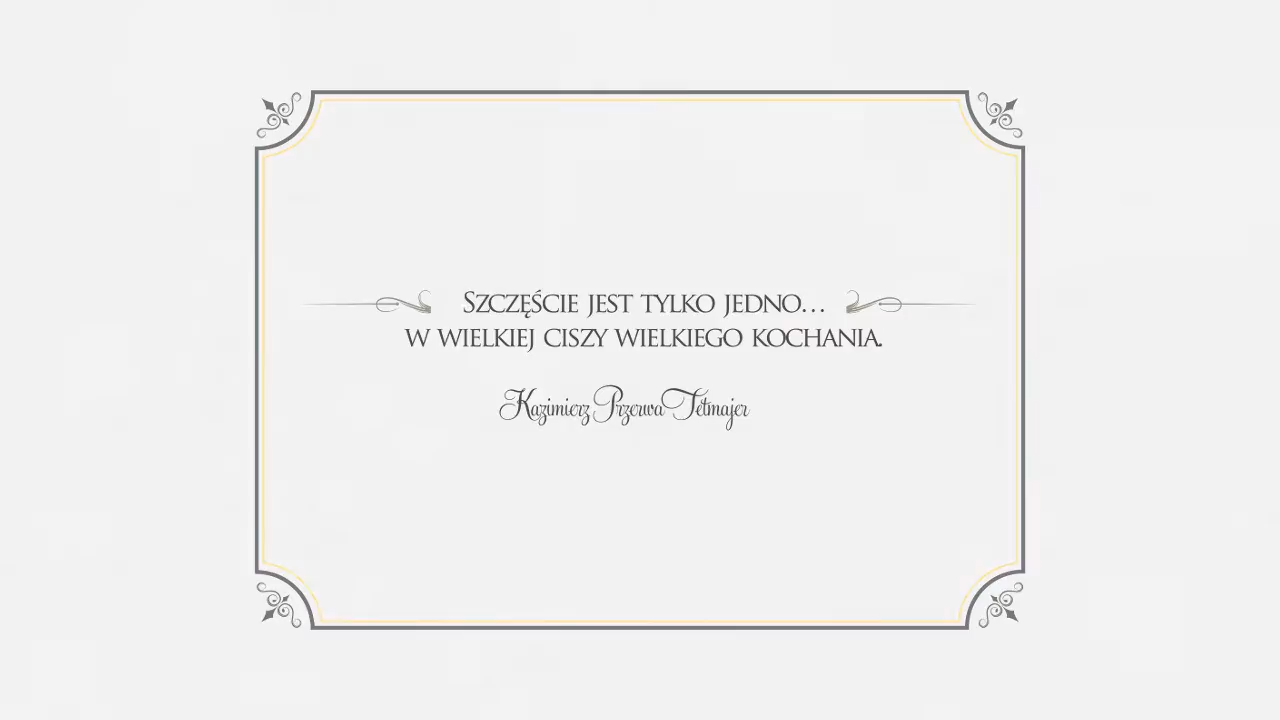 Szczęście jest tylko jedno…
w wielkiej ciszy wielkiego kochania.
Kazimierz Przerwa Tetmajer